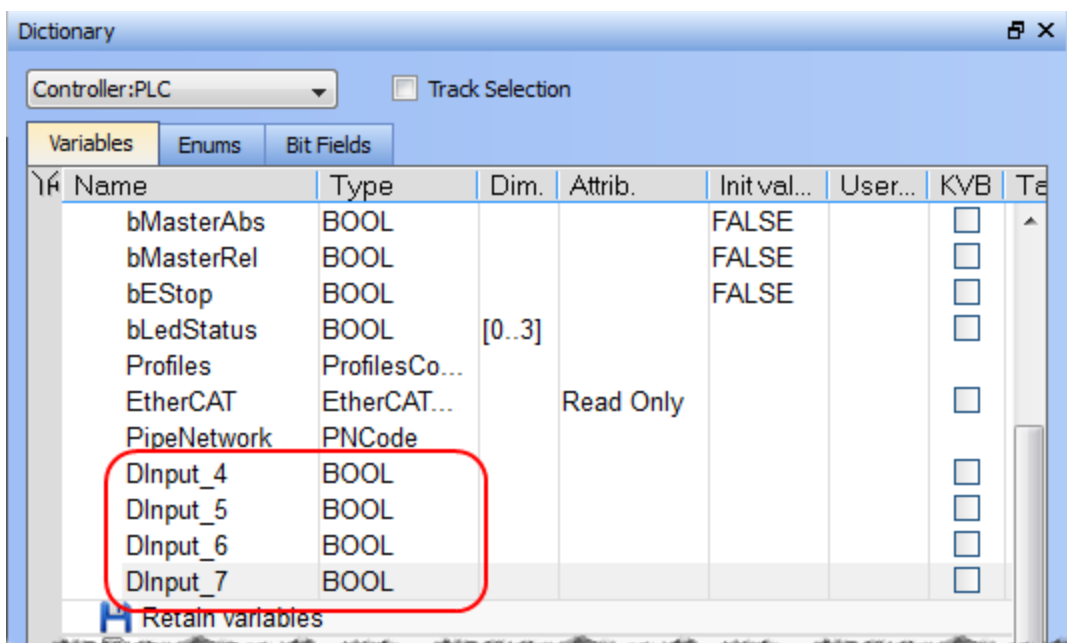 Dictionary
Controller:PLC Track Selection
Variables Enums Bit Fields
Name Type Dim. Attrib. Init val... User... KVB Ta
bMasterAbs BOOL FALSE
bMasterRel BOOL FALSE
bEStop BOOL FALSE
bLedStatus BOOL [0..3]
Profiles ProfilesCo...
EtherCAT EtherCAT... Read Only
PipeNetwork PNCode
DInput_4 BOOL
DInput_5 BOOL
DInput_6 BOOL
DInput_7 BOOL
Retain variables